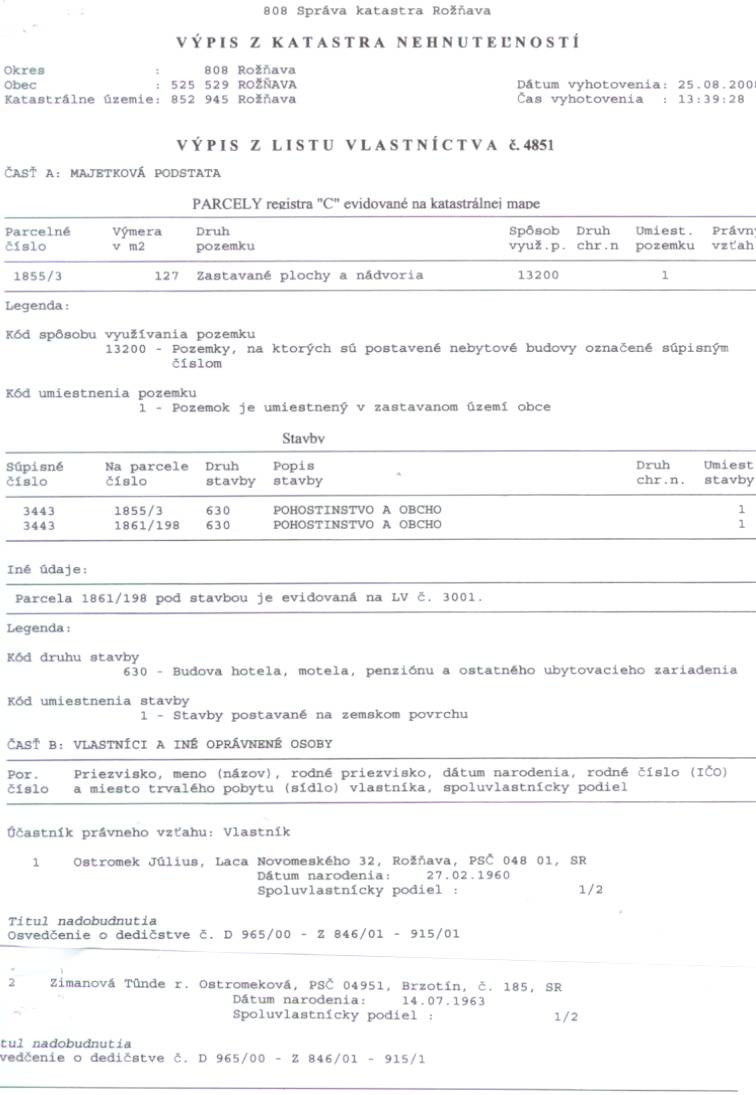 808 Správa katastra Rožňava
VÝPIS Z KATASTRA NEHNUTEĽNOSTÍ
Okres : 808 Rožňava
Obec : 525 529 ROŽŇAVA Dátum vyhotovenia: 25.08.200
Katastrálne územie: 852 945 Rožňava Čas vyhotovenia : 13:39:28
VÝPIS Z LISTU VLASTNÍCTVA č. 4851
ČASŤ A: MAJETKOVÁ PODSTATA
PARCELY registra "C" evidované na katastrálnej mape
Parcelné Výmera Druh Spôsob Druh Umiest. Právny
číslo v m2 pozemku využ.p. chr.n pozemku vzťah
1855/3 127 Zastavané plochy a nádvoria 13200 1
Legenda:
Kód spôsobu využívania pozemku
13200 - Pozemky, na ktorých sú postavené nebytové budovy označené súpisným
číslom
Kód umiestnenia pozemku
1 - Pozemok je umiestnený v zastavanom území obce
Stavby
Súpisné Na parcele Druh Popis Druh Umiest
číslo číslo stavby stavby chr.n. stavby
3443 1855/3 630 POHOSTINSTVO A OBCHO 1
3443 1861/198 630 POHOSTINSTVO A OBCHO 1
Iné údaje:
Parcela 1861/198 pod stavbou je evidovaná na LV č. 3001.
Legenda:
Kód druhu stavby
630 - Budova hotela, motela, penziónu a ostatného ubytovacieho zariadenia
Kód umiestnenia stavby
1 - Stavby postavané na zemskom povrchu
ČASŤ B: VLASTNÍCI A INÉ OPRÁVNENÉ OSOBY
Por. Priezvisko, meno (názov), rodné priezvisko, dátum narodenia, rodné číslo (IČO)
číslo a miesto trvalého pobytu (sídlo) vlastníka, spoluvlastnícky podiel
Účastník právneho vzťahu: Vlastník
1 Ostromek Július, Laca Novomeského 32, Rožňava, PSČ 048 01, SR
Dátum narodenia: 27.02.1960
Spoluvlastnícky podiel : 1/2
Titul nadobudnutia
Osvedčenie o dedičstve č. D 965/00 - Z 846/01 - 915/01
2 Zimanová Tünde r. Ostromeková, PSČ 04951, Brzotín, č. 185, SR
Dátum narodenia: 14.07.1963
Spoluvlastnícky podiel : 1/2
tul nadobudnutia
vedčenie o dedičstve č. D 965/00 - Z 846/01 - 915/1